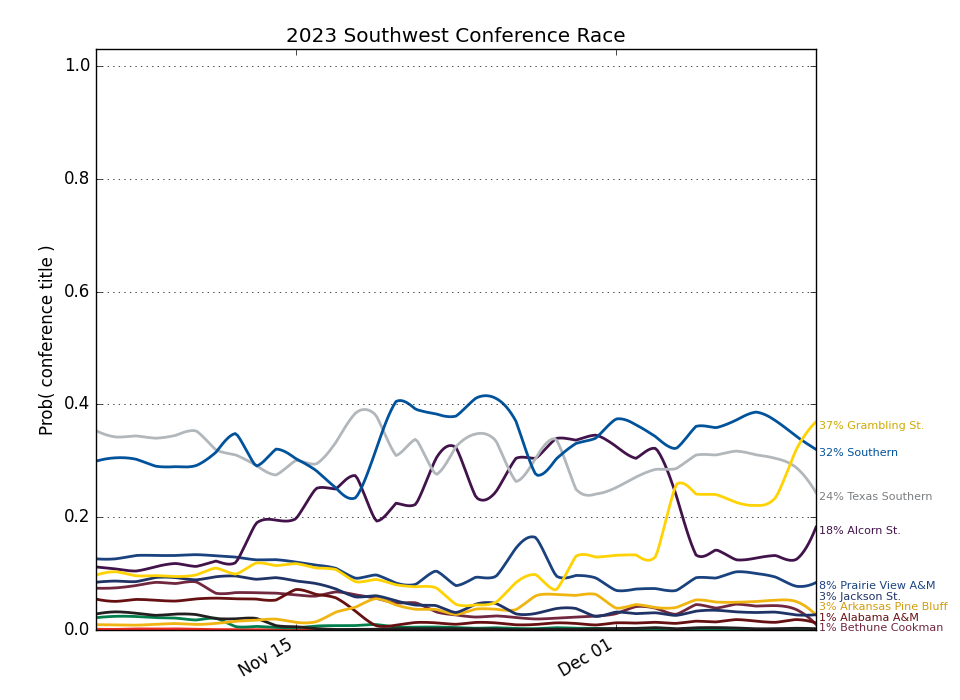 2023 Southwest Conference Race
1.0
0.8
0.6
0.4
0.2
0.0
Prob( conference title )
Nov 15
Dec 01
37% Grambling St.
32% Southern
24% Texas Southern
18% Alcorn St.
8% Prairie View A&M
3% Jackson St.
3% Arkansas Pine Bluff
1% Alabama A&M
1% Bethune Cookman